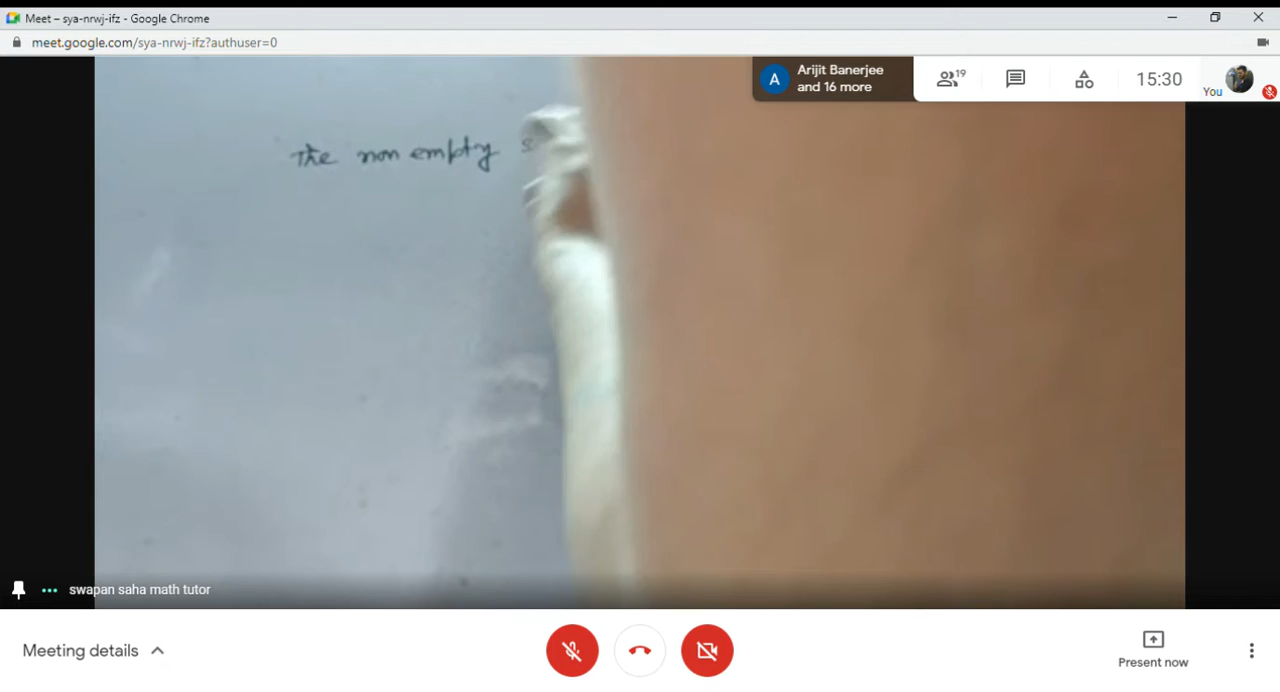 Meet – sya-nrwj-ifz - Google Chrome
meet.google.com/sya-nrwj-ifz?authuser=0
A
Arijit Banerjee
and 16 more
19
15:30
You
The non empty
swapan saha math tutor
Meeting details
Present now